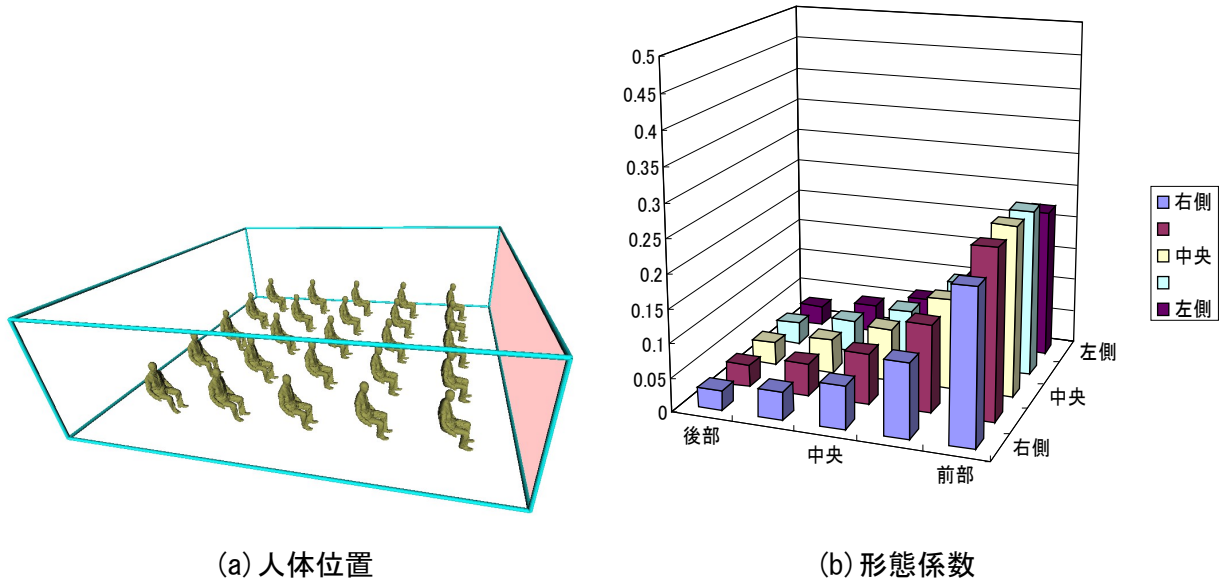 0.5
0.45
0.4
0.35
0.3
0.25
0.2
0.15
0.1
0.05
0
後部
中央
前部
右側
中央
左側
右側
中央
左側
(a) 人体位置
(b) 形態係数